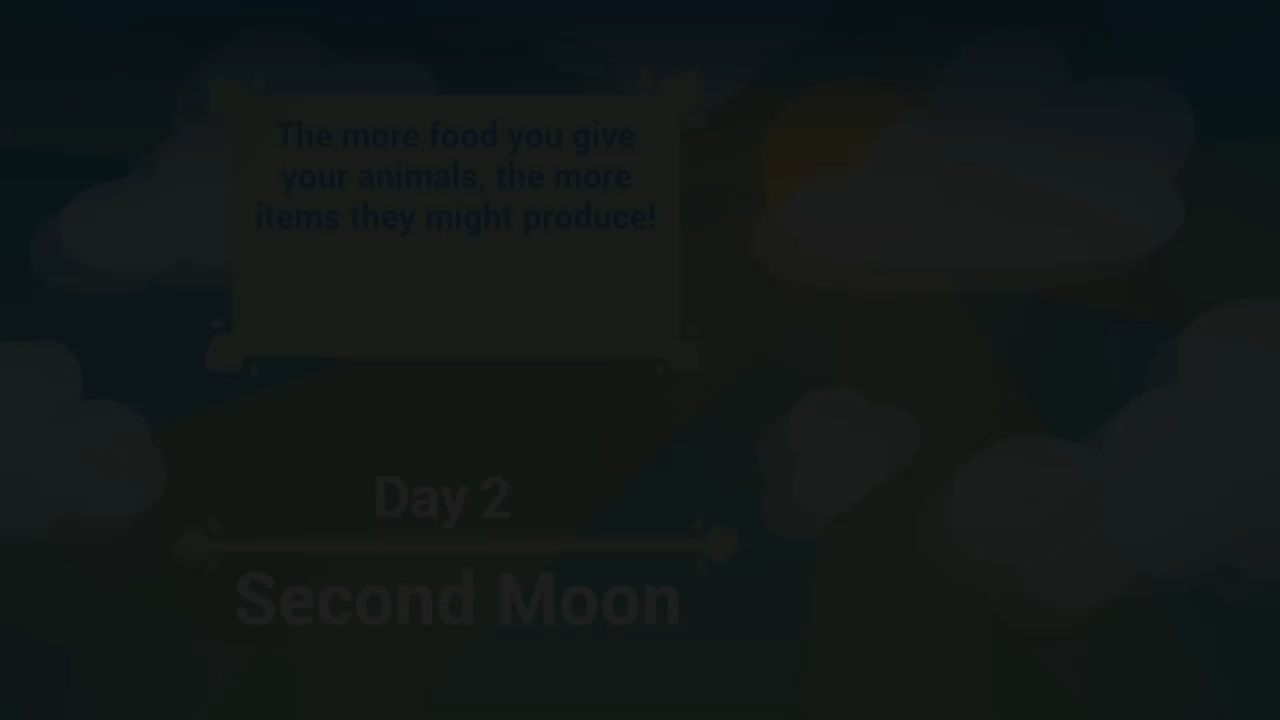 The more food you give
your animals, the more
items they might produce!
Day 2
Second Moon